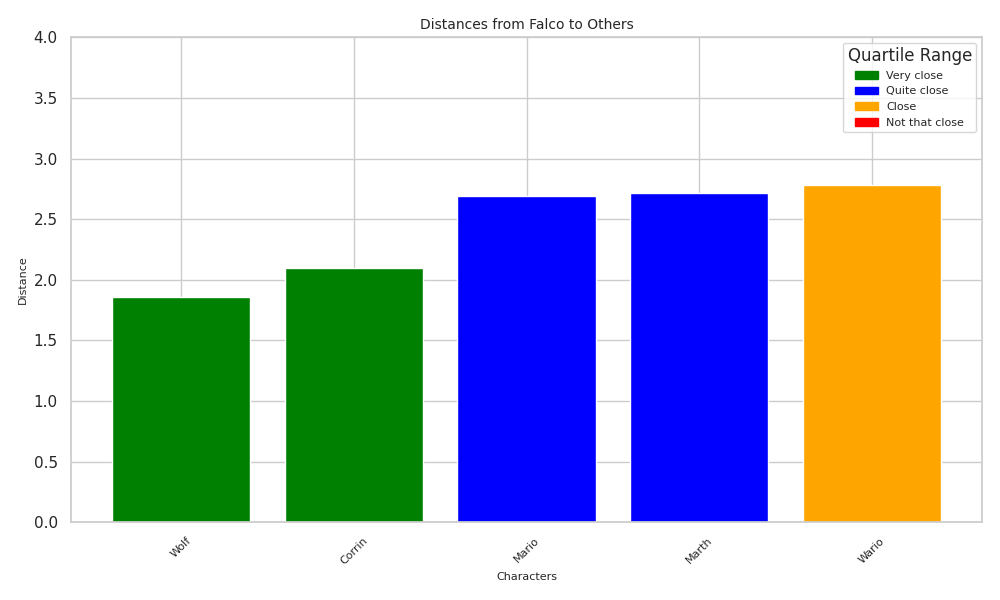 Distances from Falco to Others
4.0
3.5
3.0
2.5
2.0
1.5
1.0
0.5
0.0
Distance
Quartile Range
Very close
Quite close
Close
Not that close
Wolf
Corrin
Mario
Marth
Wario
Characters